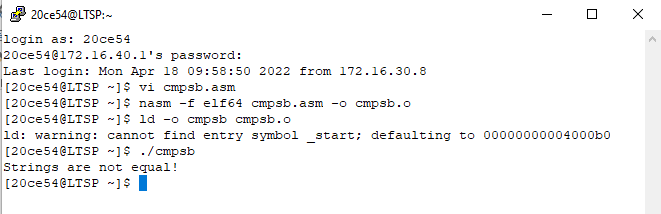 20ce54@LTSP:~
login as: 20ce54
20ce54@172.16.40.1's password:
Last login: Mon Apr 18 09:58:50 2022 from 172.16.30.8
[20ce54@LTSP ~]$ vi cmpsb.asm
[20ce54@LTSP ~]$ nasm -f elf64 cmpsb.asm -o cmpsb.o
[20ce54@LTSP ~]$ ld -o cmpsb cmpsb.o
ld: warning: cannot find entry symbol _start; defaulting to 00000000004000b0
[20ce54@LTSP ~]$ ./cmpsb
Strings are not equal!
[20ce54@LTSP ~]$